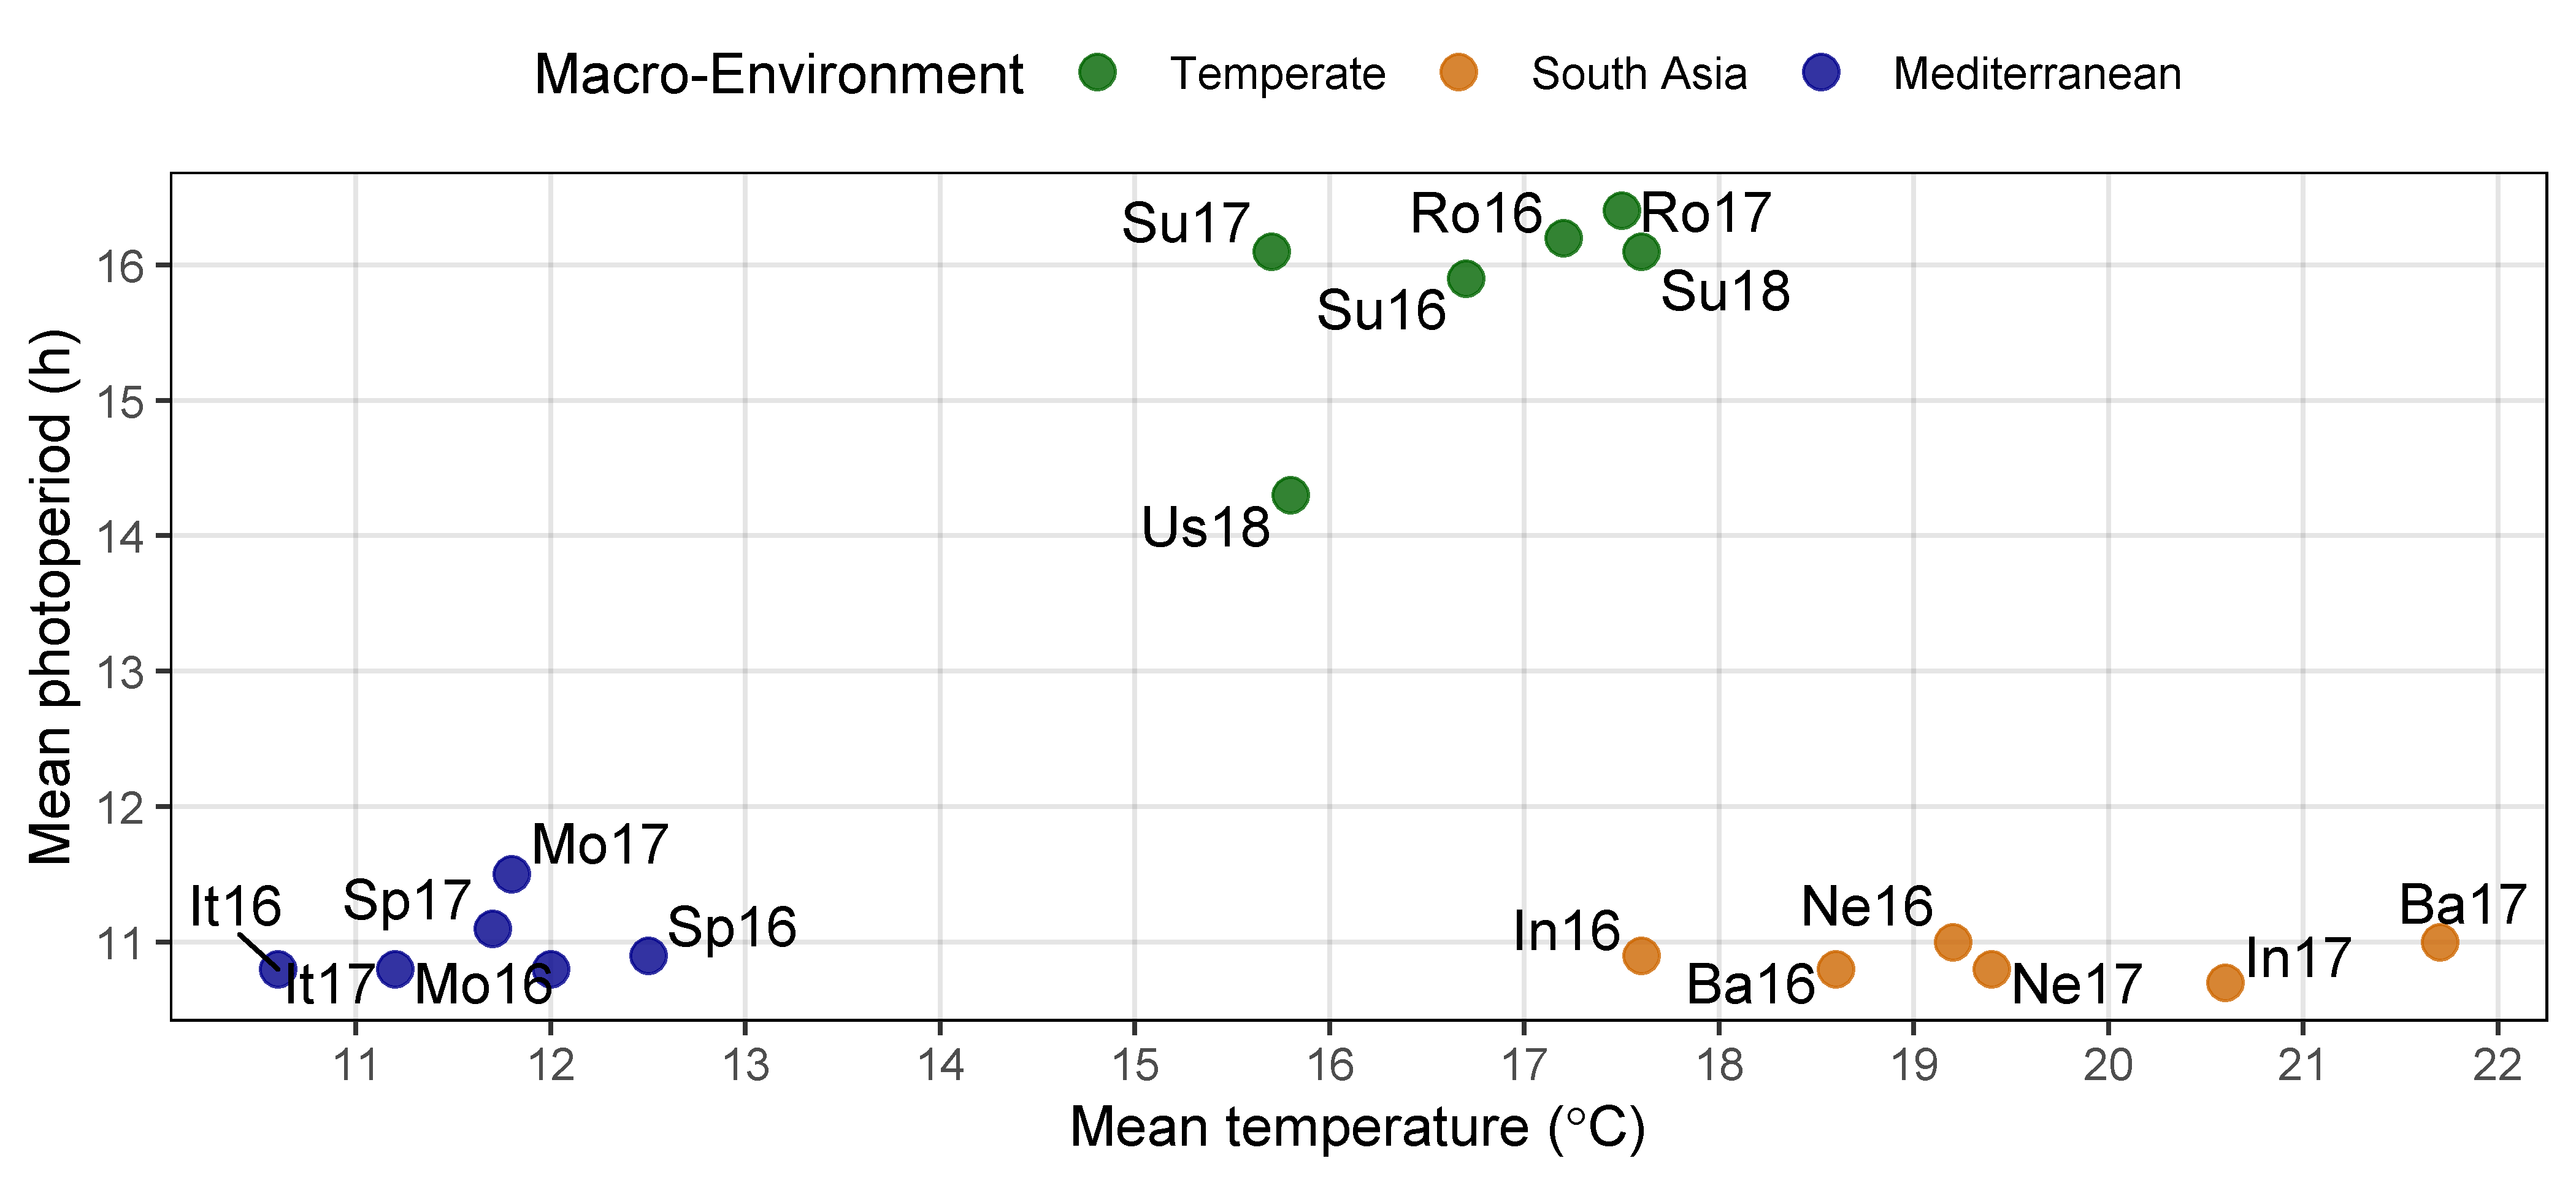 Macro-Environment Temperate South Asia Mediterranean
Mean photoperiod (h)
16
15
14
13
12
11
Su17
Ro16
Ro17
Su16
Su18
Us18
Mo17
Sp17
It16
Sp16
It17
Mo16
In16
Ne16
Ba17
Ba16
Ne17
In17
11 12 13 14 15 16 17 18 19 20 21 22
Mean temperature (°C)